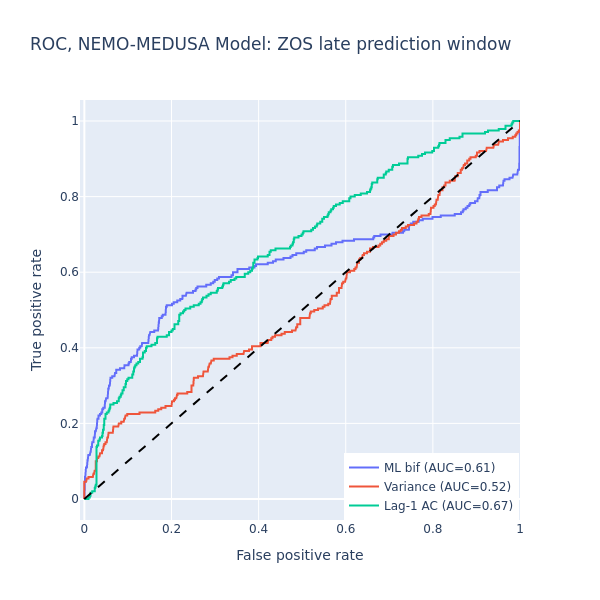 ROC, NEMO-MEDUSA Model: ZOS late prediction window
True positive rate
1
0.8
0.6
0.4
0.2
0
0 0.2 0.4 0.6 0.8 1
False positive rate
ML bif (AUC=0.61)
Variance (AUC=0.52)
Lag-1 AC (AUC=0.67)